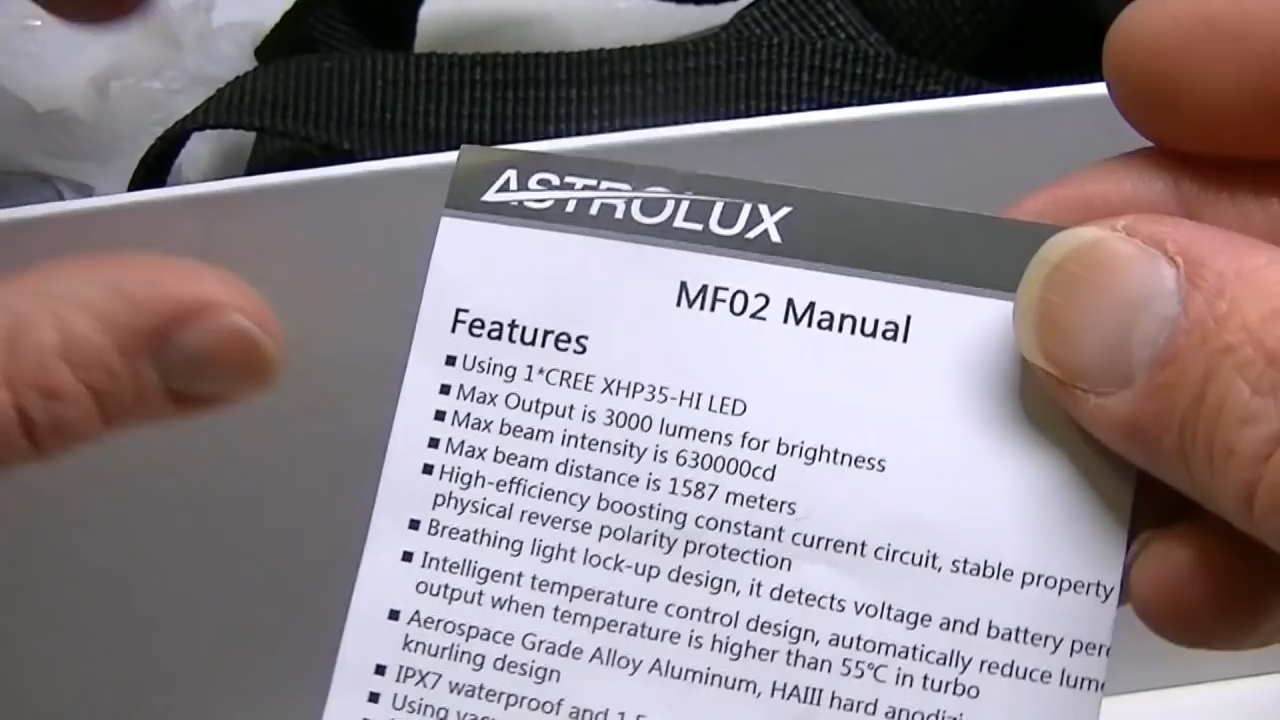 ASTROLUX
MF02 Manual
Features
▪ Using 1*CREE XHP35-HI LED
▪ Max Output is 3000 lumens for brightness
▪ Max beam intensity is 630000cd
▪ Max beam distance is 1587 meters
▪ High-efficiency boosting constant current circuit, stable property
physical reverse polarity protection
▪ Breathing light lock-up design, it detects voltage and battery
▪ Intelligent temperature control design, automatically reduce
output when temperature is higher than 55℃ in turbo
▪ Aerospace Grade Alloy Aluminum, HAIII hard
knurling design
▪ IPX7 waterproof and
▪ Using